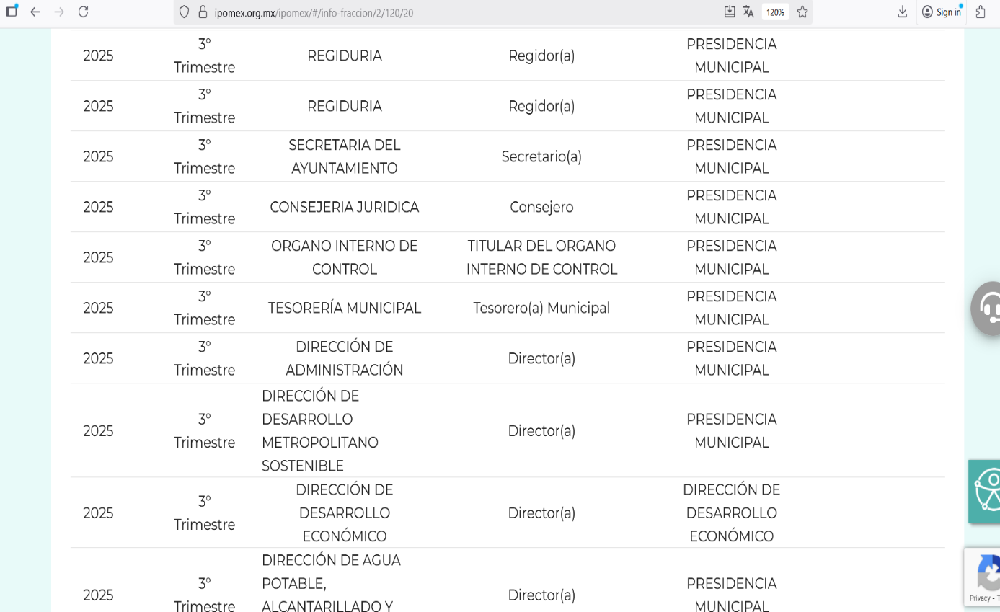 ipomex.org.mx/ipomex/#/info-fraccion/2/120/20
120%
Sign in
2025 3° Trimestre REGIDURIA Regidor(a) PRESIDENCIA MUNICIPAL
2025 3° Trimestre REGIDURIA Regidor(a) PRESIDENCIA MUNICIPAL
2025 3° Trimestre SECRETARIA DEL AYUNTAMIENTO Secretario(a) PRESIDENCIA MUNICIPAL
2025 3° Trimestre CONSEJERIA JURIDICA Consejero PRESIDENCIA MUNICIPAL
2025 3° Trimestre ORGANO INTERNO DE CONTROL TITULAR DEL ORGANO INTERNO DE CONTROL PRESIDENCIA MUNICIPAL
2025 3° Trimestre TESORERÍA MUNICIPAL Tesorero(a) Municipal PRESIDENCIA MUNICIPAL
2025 3° Trimestre DIRECCIÓN DE ADMINISTRACIÓN Director(a) PRESIDENCIA MUNICIPAL
2025 3° Trimestre DIRECCIÓN DE DESARROLLO METROPOLITANO SOSTENIBLE Director(a) PRESIDENCIA MUNICIPAL
2025 3° Trimestre DIRECCIÓN DE DESARROLLO ECONÓMICO Director(a) DIRECCIÓN DE DESARROLLO ECONÓMICO
2025 3° Trimestre DIRECCIÓN DE AGUA POTABLE, ALCANTARILLADO Y Director(a) PRESIDENCIA MUNICIPAL
Privacy - T